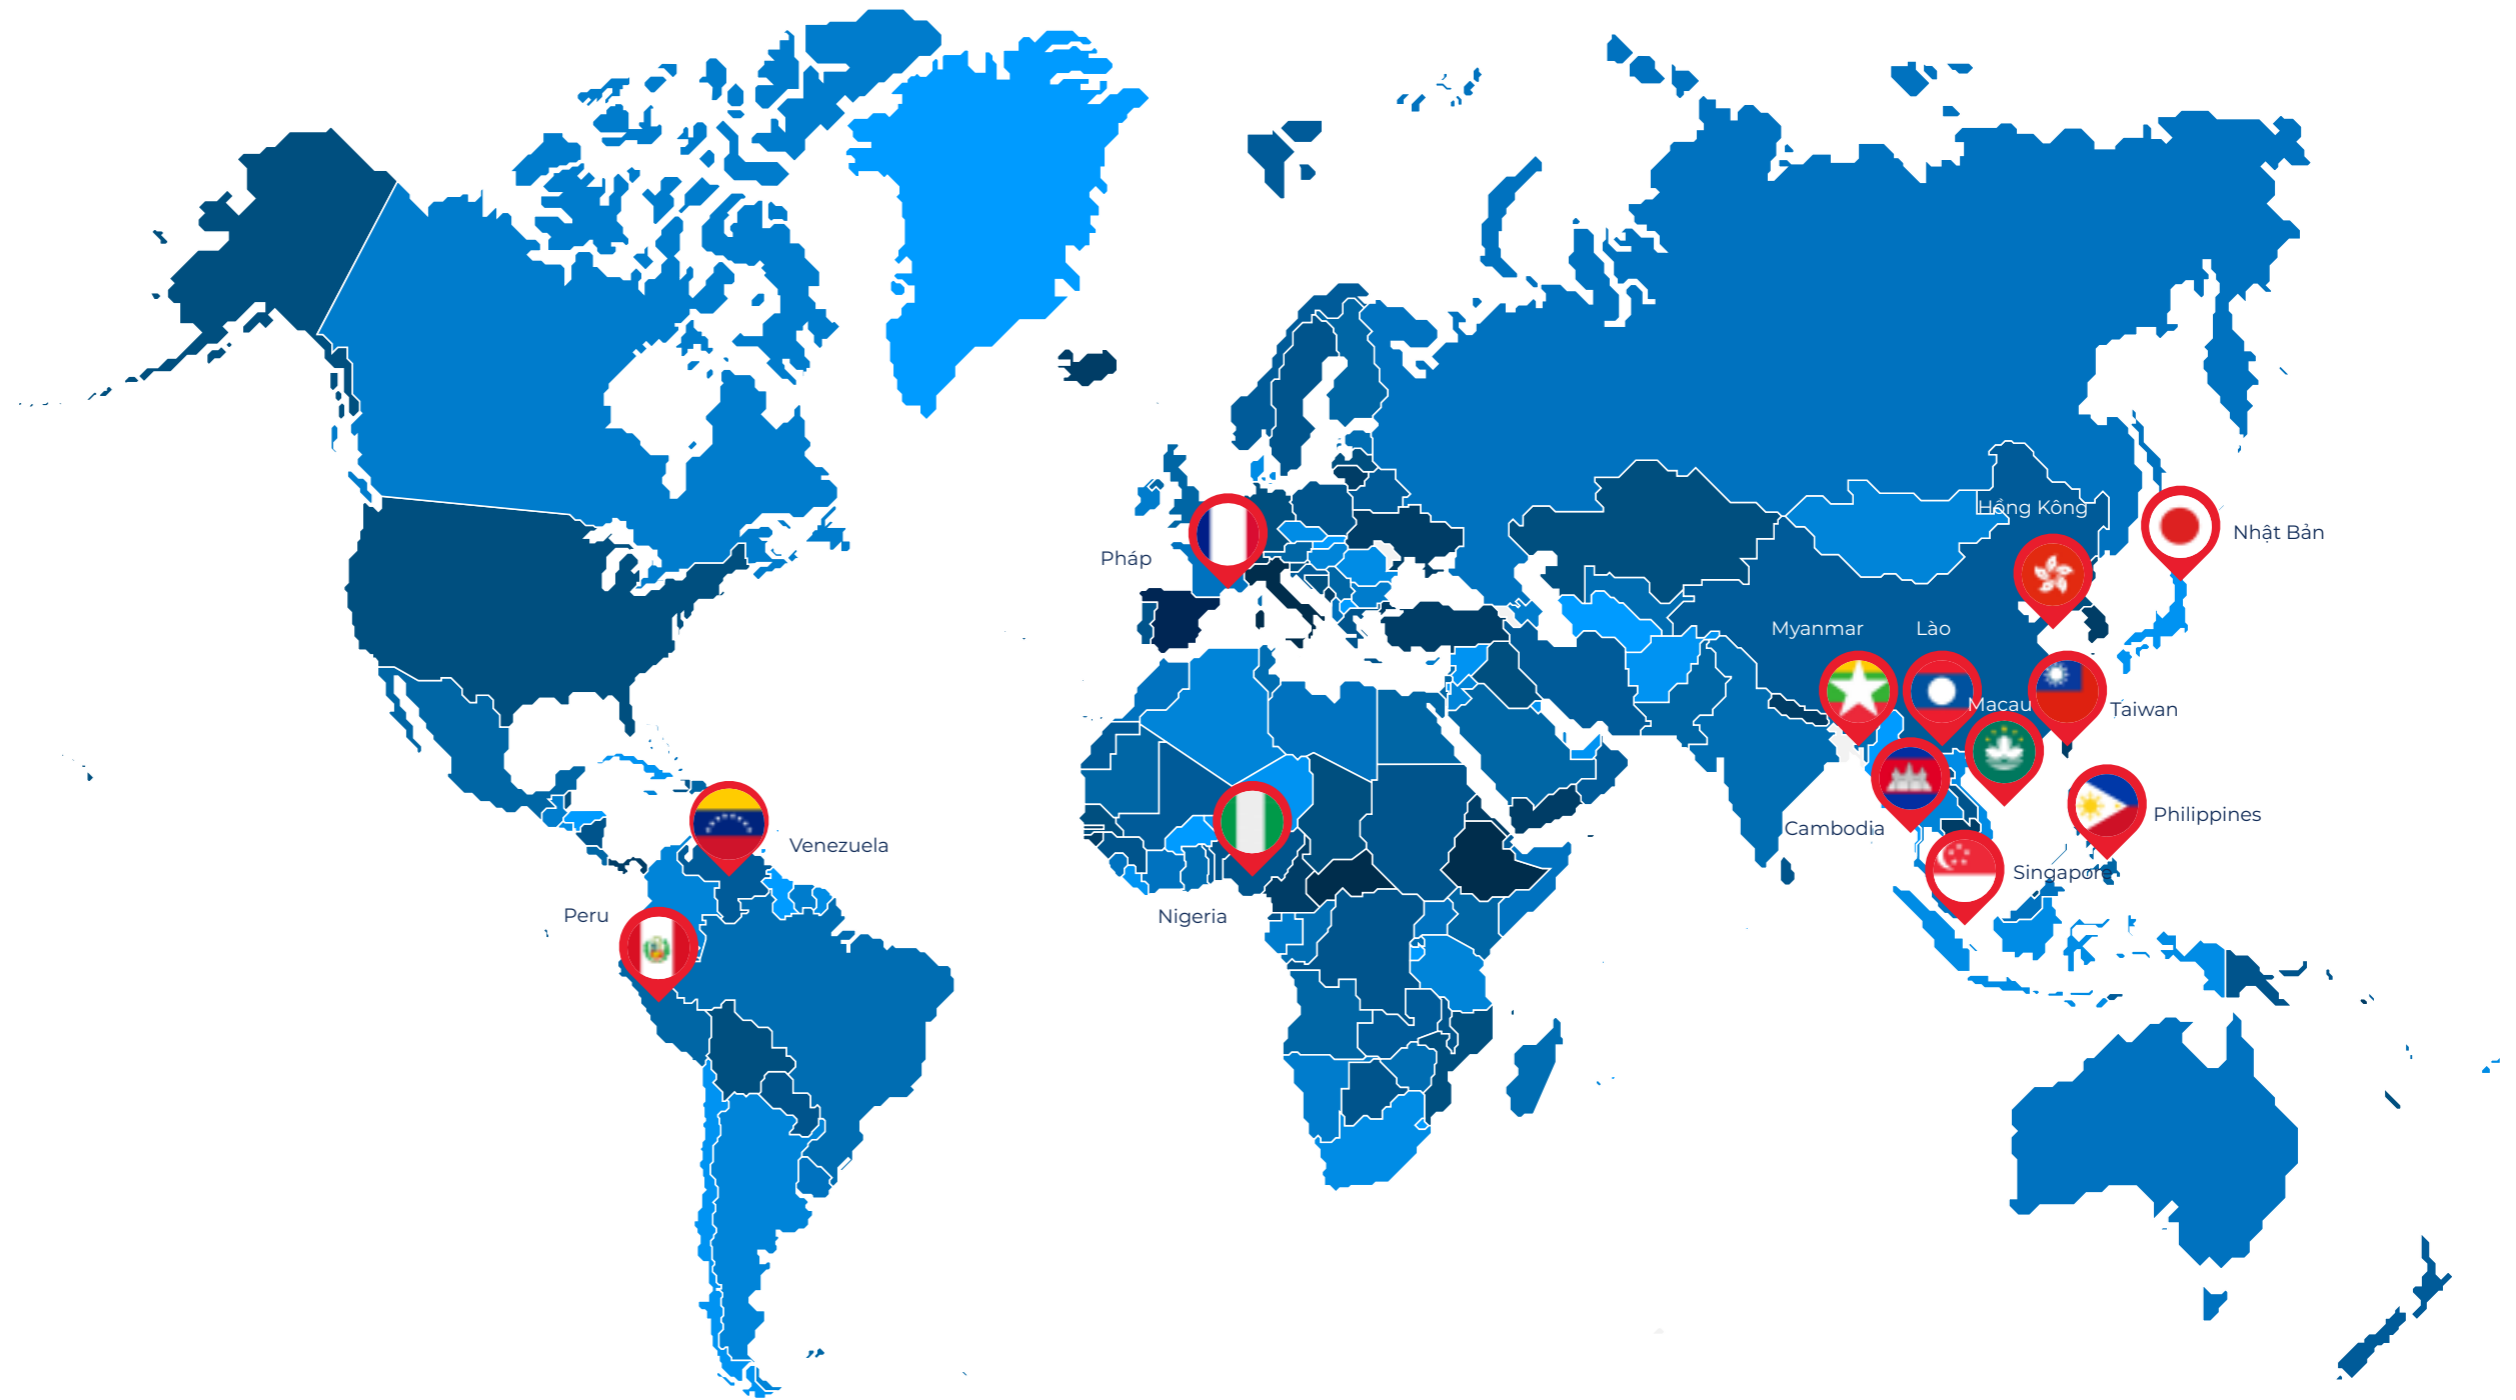 Hồng Kông
Nhật Bản
Pháp
Myanmar
Lào
Macau
Taiwan
Philippines
Cambodia
Venezuela
Singapore
Peru
Nigeria